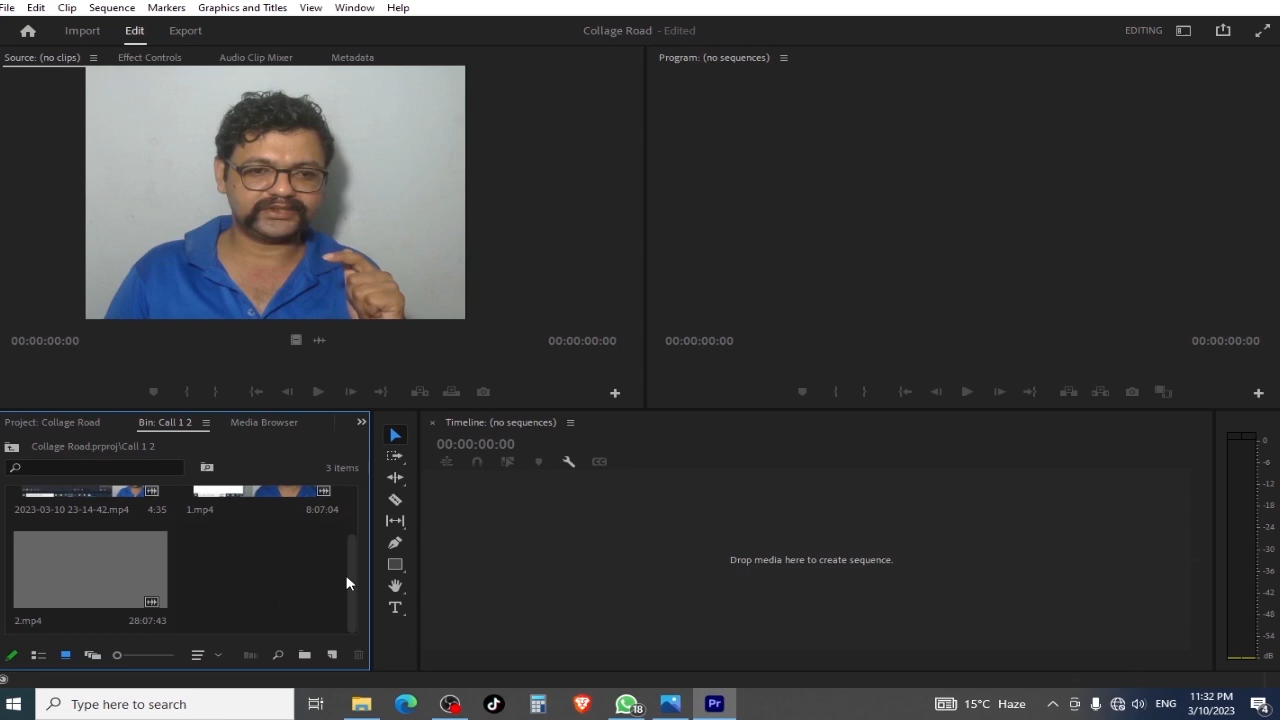 File Edit Clip Sequence Markers Graphics and Titles View Window Help
Import Edit Export Collage Road - Edited EDITING
Source: (no clips) Effect Controls Audio Clip Mixer Metadata Program: (no sequences)
00:00:00:00 00:00:00:00 00:00:00:00 00:00:00:00
Project: Collage Road Bin: Call 1 2 Media Browser Timeline: (no sequences)
Collage Road.prproj\Call 1 2 00:00:00:00
3 items
2023-03-10 23-14-42.mp4 4:35 1.mp4 8:07:04
Drop media here to create sequence.
2.mp4 28:07:43
0
-6
-12
-18
-24
-30
-36
-42
-48
-54
dB
Type here to search 18 Pr 15°C Haze ENG 11:32 PM
3/10/2023 4